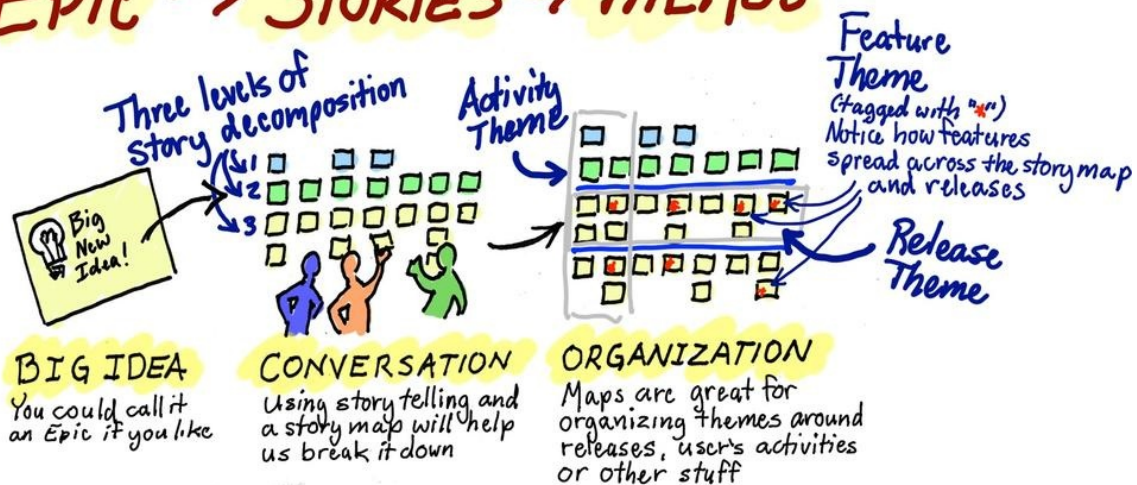 EPIC → STORIES → THEMES
Three levels of
story decomposition
1
2
3
Big
New
Idea!
Activity
Theme
Feature
Theme
(tagged with "*")
Notice how features
spread across the story map
and releases
Release
Theme
BIG IDEA
You could call it
an Epic if you like
CONVERSATION
Using story telling and
a story map will help
us break it down
ORGANIZATION
Maps are great for
organizing themes around
releases, user's activities
or other stuff